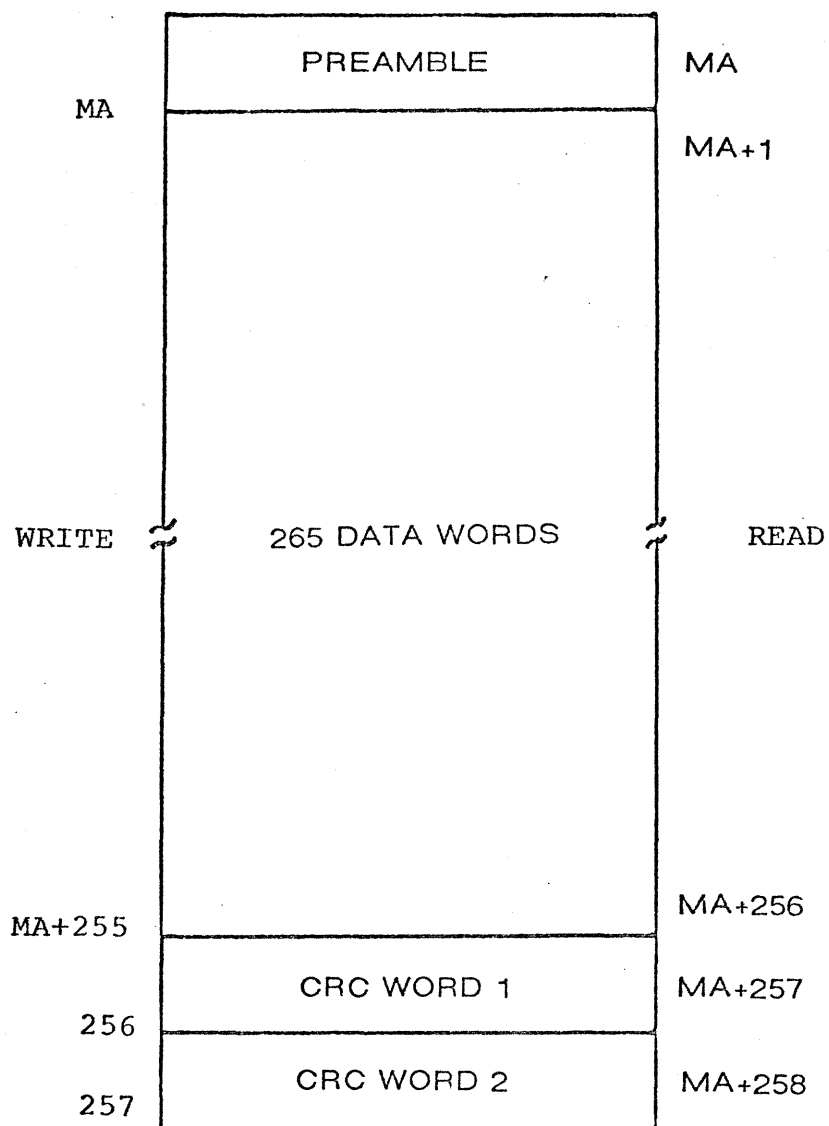 PREAMBLE MA
MA
MA+1
WRITE 265 DATA WORDS READ
MA+256
MA+255
CRC WORD 1 MA+257
256
CRC WORD 2 MA+258
257